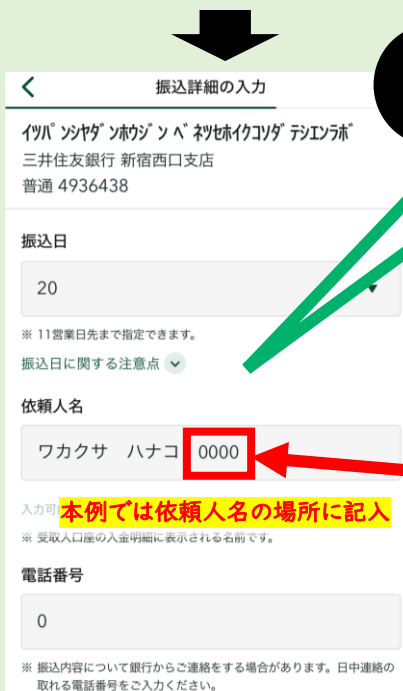 振込詳細の入力
イツパンシヤダンホウジン ベネツセホイクコソダテシエンラボ
三井住友銀行 新宿西口支店
普通 4936438
振込日
20
※ 11営業日先まで指定できます。
振込日に関する注意点
依頼人名
ワカクサ ハナコ 0000
入力可
本例では依頼人名の場所に記入
※ 受取人口座の入金明細に表示される名前です。
電話番号
0
※ 振込内容について銀行からご連絡をする場合があります。日中連絡の
取れる電話番号をご入力ください。